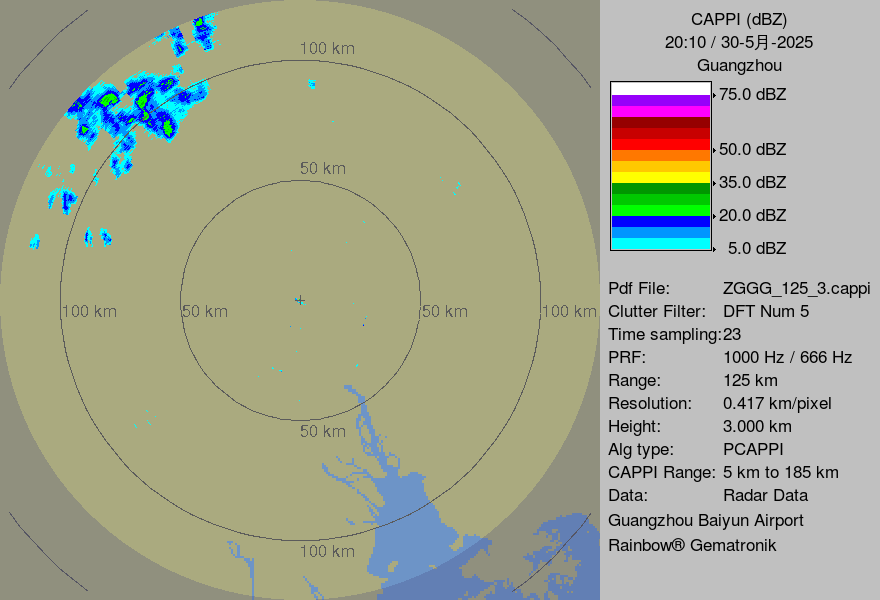 CAPPI (dBZ)
20:10 / 30-5月-2025
Guangzhou
75.0 dBZ
50.0 dBZ
35.0 dBZ
20.0 dBZ
5.0 dBZ
100 km
50 km
100 km
50 km
50 km
100 km
50 km
100 km
Pdf File: ZGGG_125_3.cappi
Clutter Filter: DFT Num 5
Time sampling:23
PRF: 1000 Hz / 666 Hz
Range: 125 km
Resolution: 0.417 km/pixel
Height: 3.000 km
Alg type: PCAPPI
CAPPI Range: 5 km to 185 km
Data: Radar Data
Guangzhou Baiyun Airport
Rainbow® Gematronik